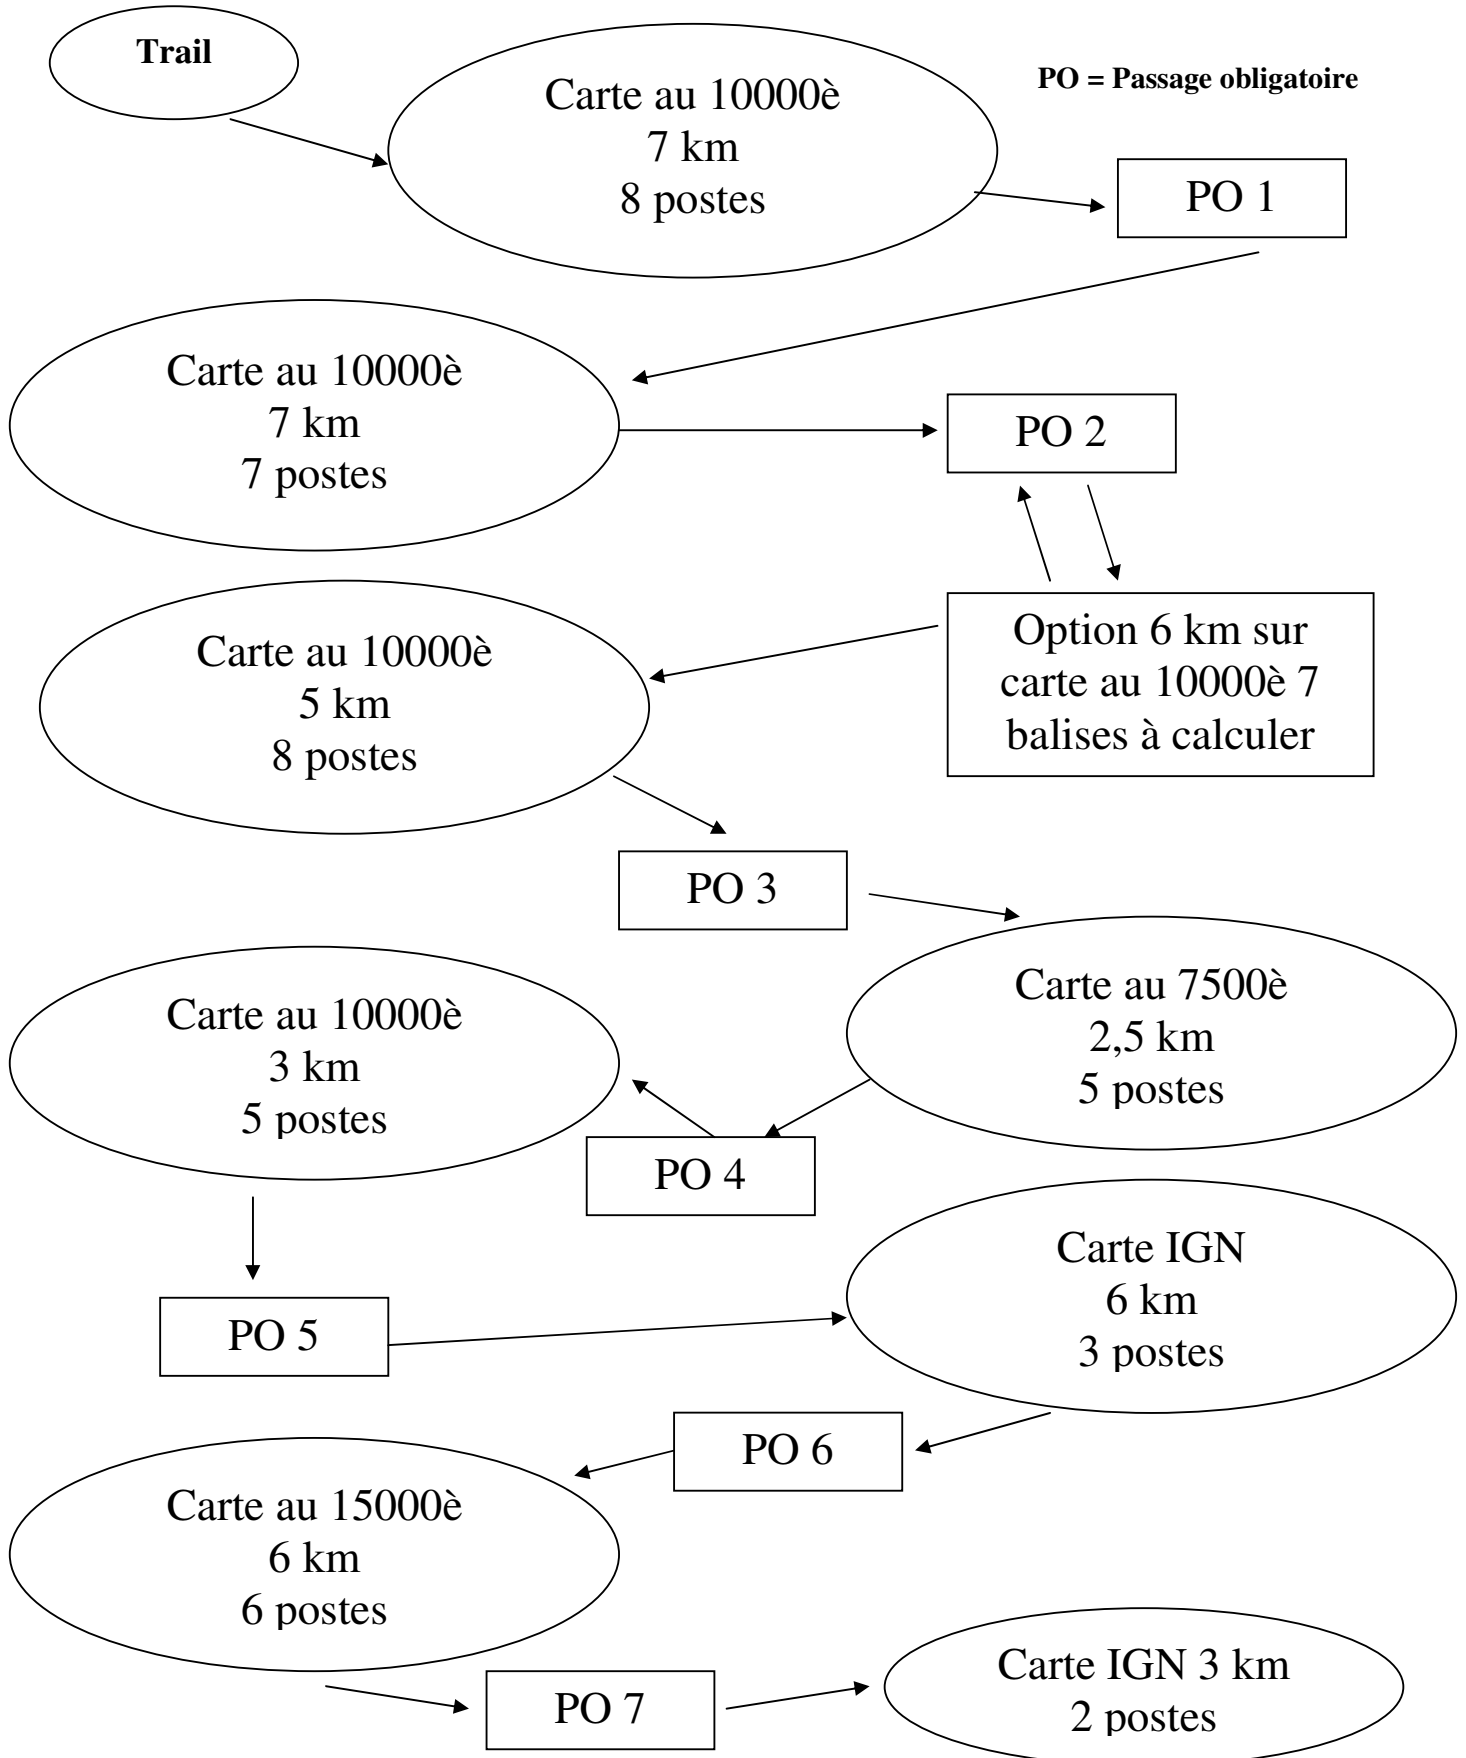 Trail
Carte au 10000è
7 km
8 postes
PO = Passage obligatoire
PO 1
Carte au 10000è
7 km
7 postes
PO 2
Option 6 km sur
carte au 10000è 7
balises à calculer
Carte au 10000è
5 km
8 postes
PO 3
Carte au 7500è
2,5 km
5 postes
PO 4
Carte au 10000è
3 km
5 postes
PO 5
Carte IGN
6 km
3 postes
PO 6
Carte au 15000è
6 km
6 postes
PO 7
Carte IGN 3 km
2 postes